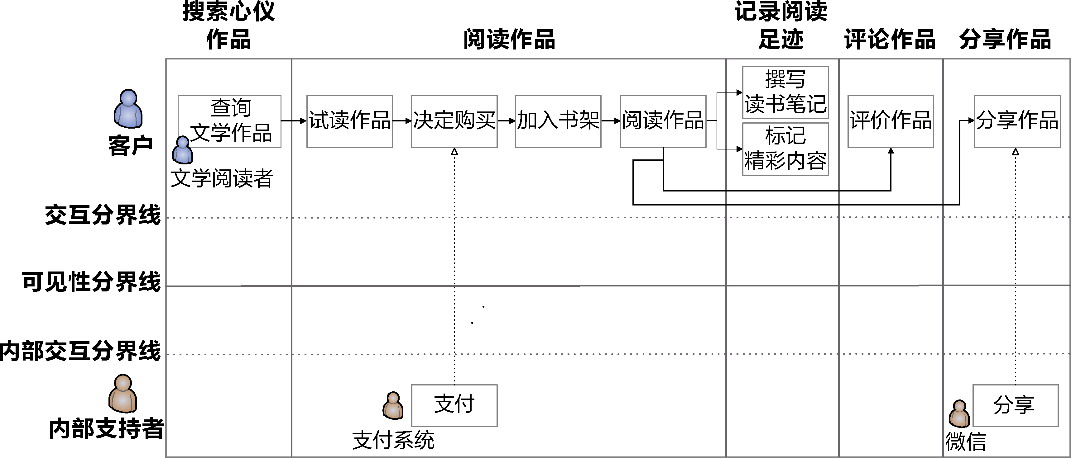 搜索心仪
作品
阅读作品
记录阅读
足迹
评论作品
分享作品
客户
查询
文学作品
文学阅读者
试读作品
决定购买
加入书架
阅读作品
撰写
读书笔记
标记
精彩内容
评价作品
分享作品
交互分界线
可见性分界线
内部交互分界线
内部支持者
支付
支付系统
分享
微信